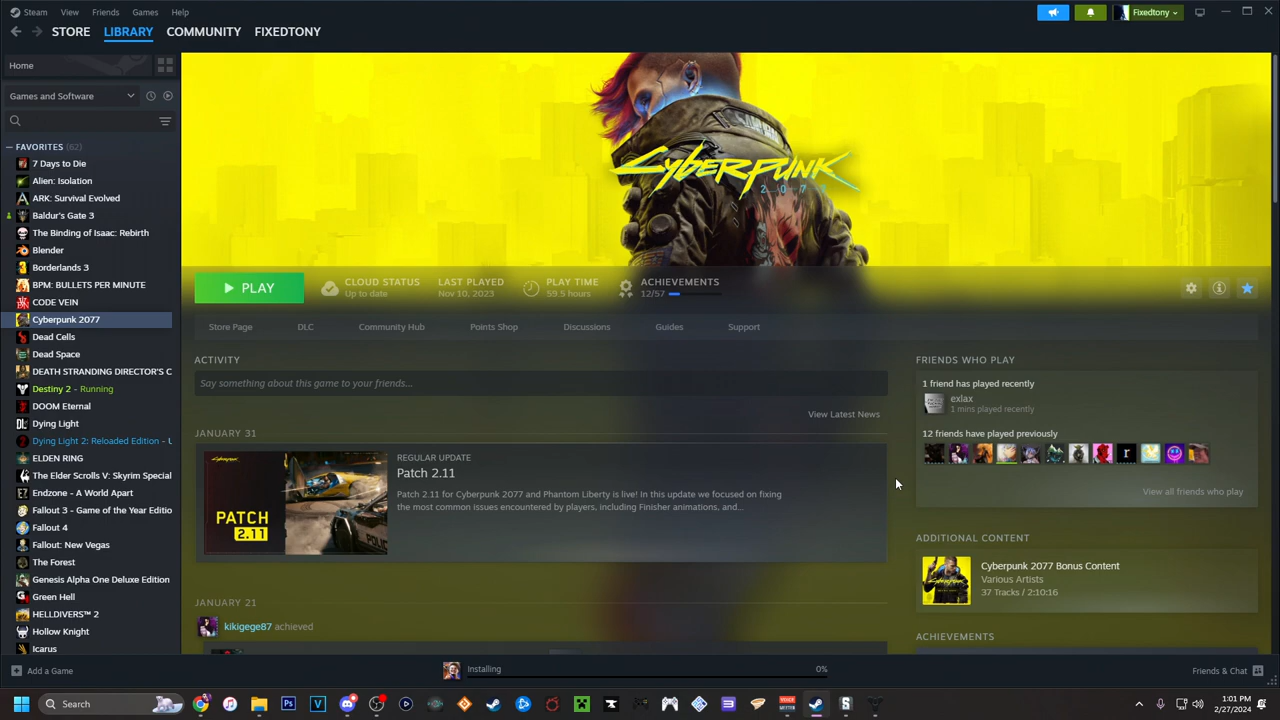 Steam View Friends Games Help
Fixedtony
STORE LIBRARY COMMUNITY FIXEDTONY
Home
Games and Software
FAVORITES (62)
7 Days to Die
Alien: Isolation
ARK: Survival Evolved
Baldur's Gate 3
The Binding of Isaac: Rebirth
Blender
Borderlands 3
BPM: BULLETS PER MINUTE
CODE VEIN
Cyberpunk 2077
Dead Cells
Dead Space
DEATH STRANDING DIRECTOR'S C
Destiny 2 - Running
DOOM Eternal
Dying Light
Dying Light 2: Reloaded Edition - U
ELDEN RING
The Elder Scrolls V: Skyrim Special
Endzone - A World Apart
Fallout 3 - Game of the Year Editio
Fallout 4
Fallout: New Vegas
The Forest
Genesis Alpha One Deluxe Edition
Green Hell
HELLDIVERS™ 2
Hollow Knight
Icarus
Add a Game
CYBERPUNK
2077
PLAY
CLOUD STATUS
Up to date
LAST PLAYED
Nov 10, 2023
PLAY TIME
59.5 hours
ACHIEVEMENTS
12/57
Store Page DLC Community Hub Points Shop Discussions Guides Support
ACTIVITY
Say something about this game to your friends...
View Latest News
JANUARY 31
PATCH
2.11
POLIC
REGULAR UPDATE
Patch 2.11
Patch 2.11 for Cyberpunk 2077 and Phantom Liberty is live! In this update we focused on fixing
the most common issues encountered by players, including Finisher animations, and...
JANUARY 21
kikigege87 achieved
FRIENDS WHO PLAY
1 friend has played recently
exlax
1 mins played recently
12 friends have played previously
View all friends who play
ADDITIONAL CONTENT
Cyberpunk 2077 Bonus Content
Various Artists
37 Tracks / 2:10:16
ACHIEVEMENTS
Installing 0%
Friends & Chat
Search
1:01 PM
2/27/2024